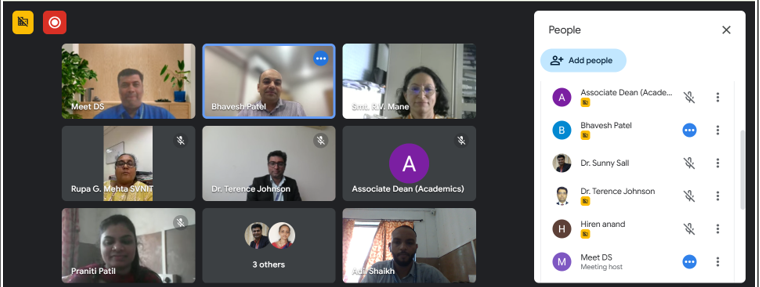 People
Add people
Meet DS
Bhavesh Patel
Smt. R.V. Mane
Rupa G. Mehta SVNIT
Dr. Terence Johnson
A
Associate Dean (Academics)
Praniti Patil
3 others
Adil Shaikh
A
Associate Dean (Acade...
B
Bhavesh Patel
Dr. Sunny Sall
Dr. Terence Johnson
H
Hiren anand
M
Meet DS
Meeting host